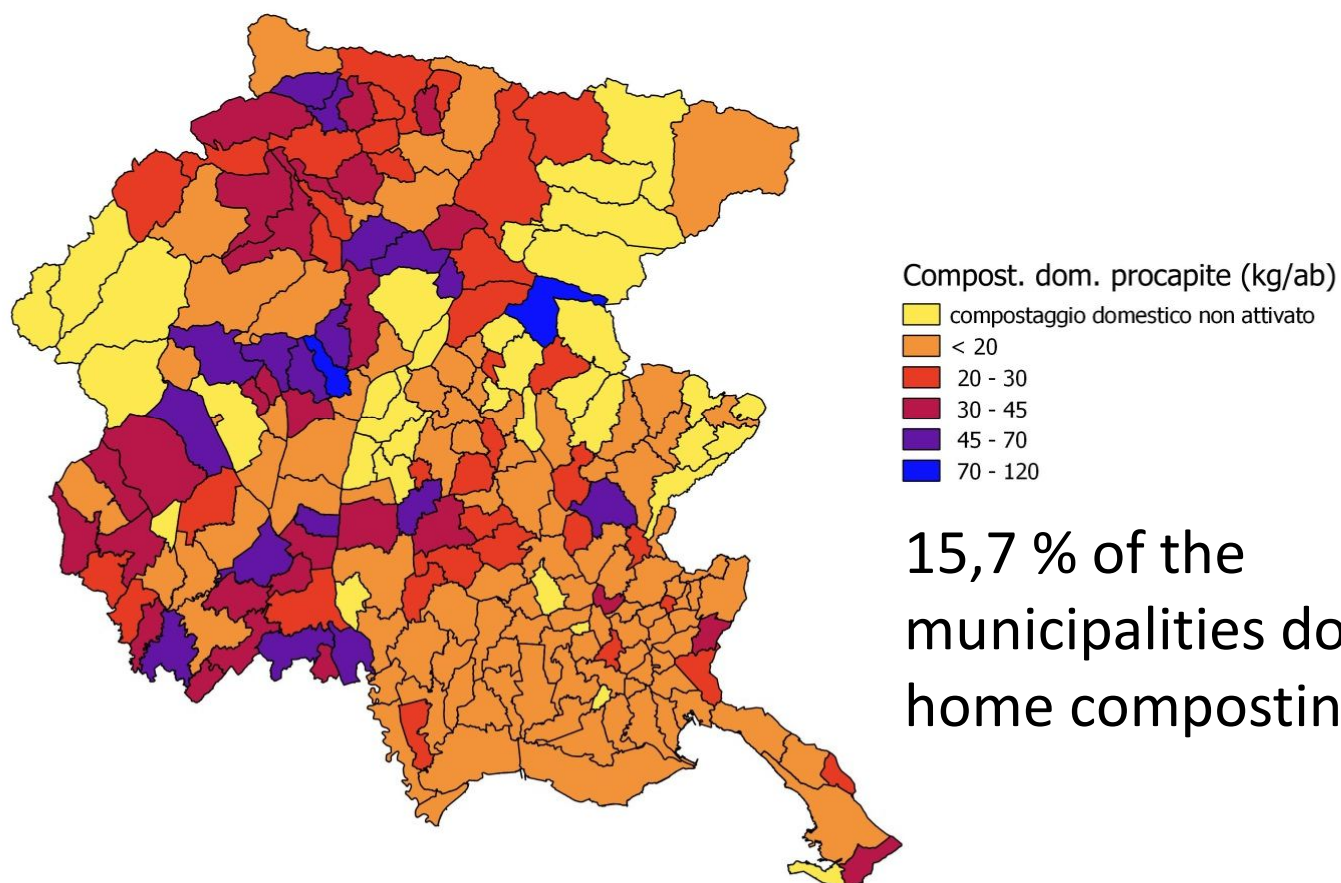 Compost. dom. procapite (kg/ab)
compostaggio domestico non attivato
< 20
20 - 30
30 - 45
45 - 70
70 - 120
15,7 % of the
municipalities do
home compostin